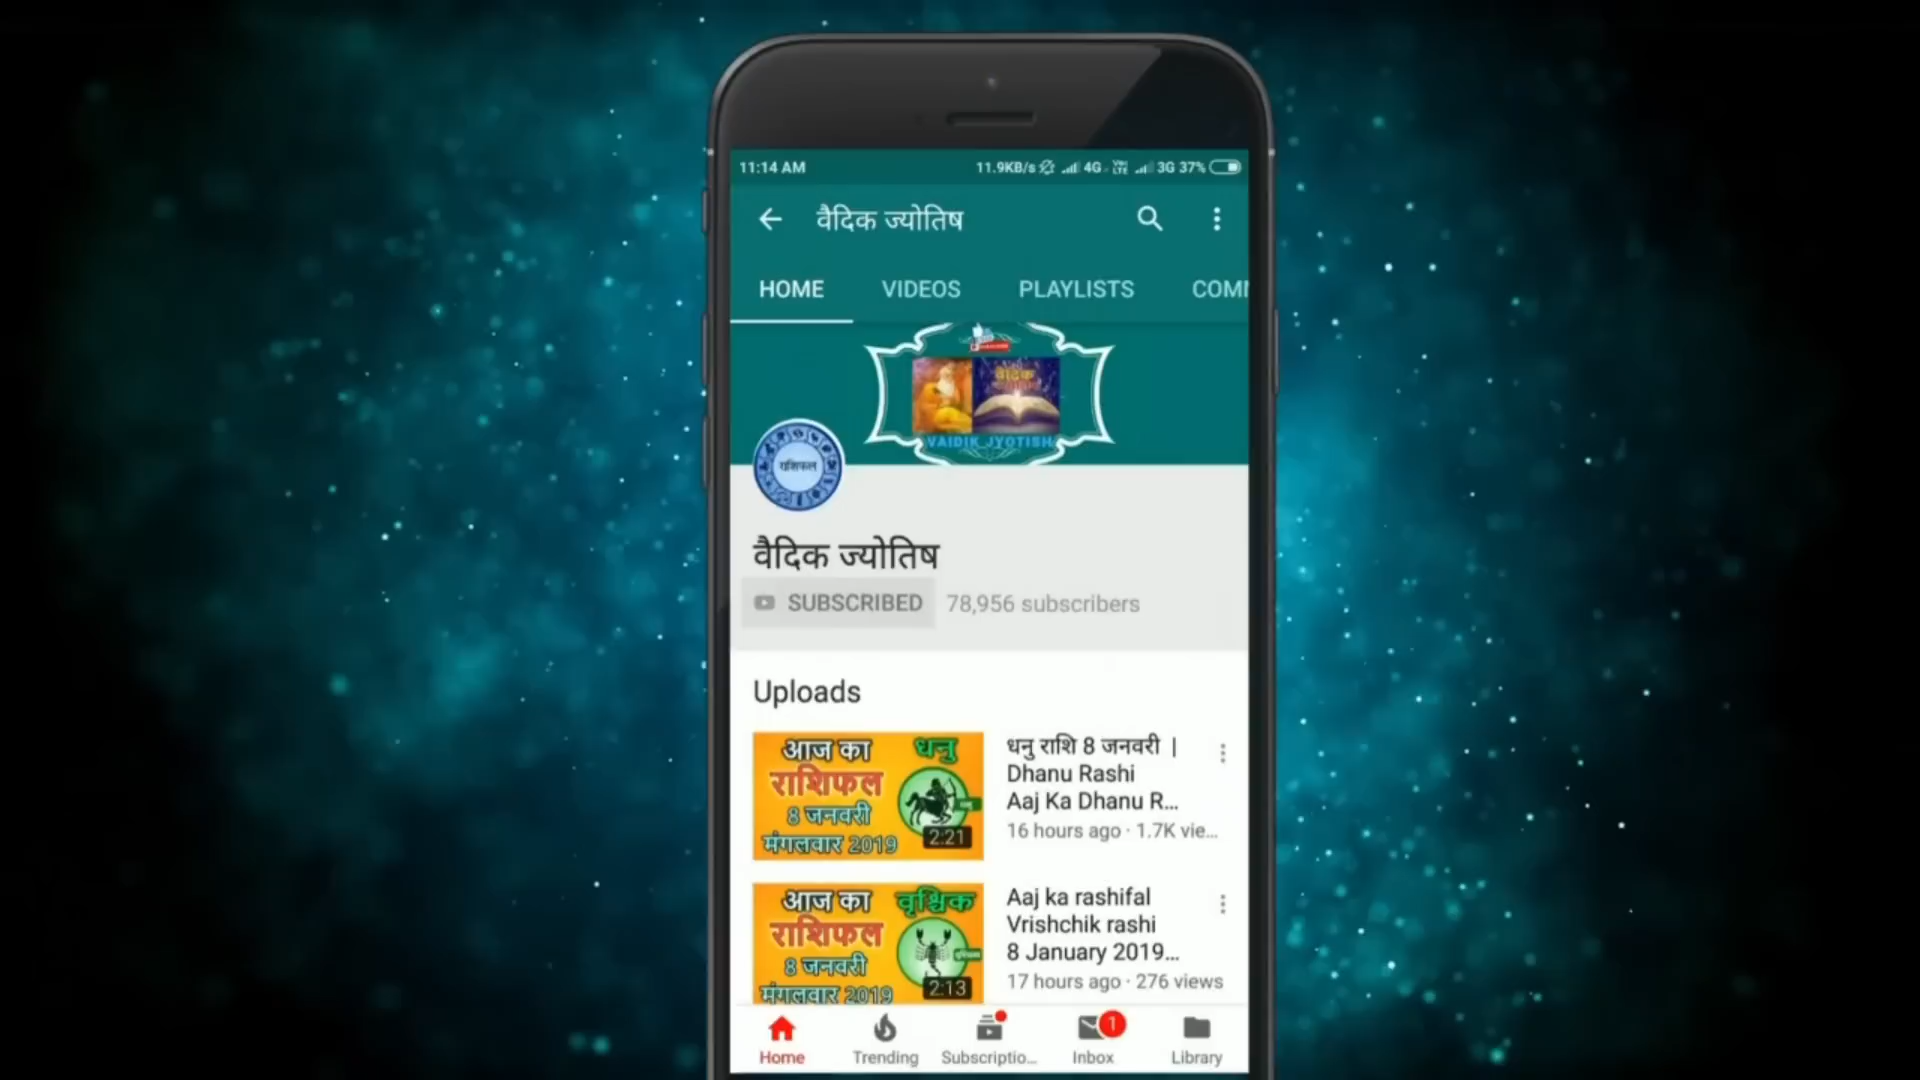 11:14 AM
11.9KB/s 4G VoLTE 3G 37%
वैदिक ज्योतिष
HOME VIDEOS PLAYLISTS COMM
वैदिक
VAIDIK JYOTISH
राशिफल
वैदिक ज्योतिष
SUBSCRIBED 78,956 subscribers
Uploads
आज का धनु
राशिफल
8 जनवरी
मंगलवार 2019
2:21
धनु राशि 8 जनवरी |
Dhanu Rashi
Aaj Ka Dhanu R...
16 hours ago · 1.7K vie...
आज का वृश्चिक
राशिफल
8 जनवरी
मंगलवार 2019
2:13
Aaj ka rashifal
Vrishchik rashi
8 January 2019...
17 hours ago · 276 views
1
Home Trending Subscriptio... Inbox Library